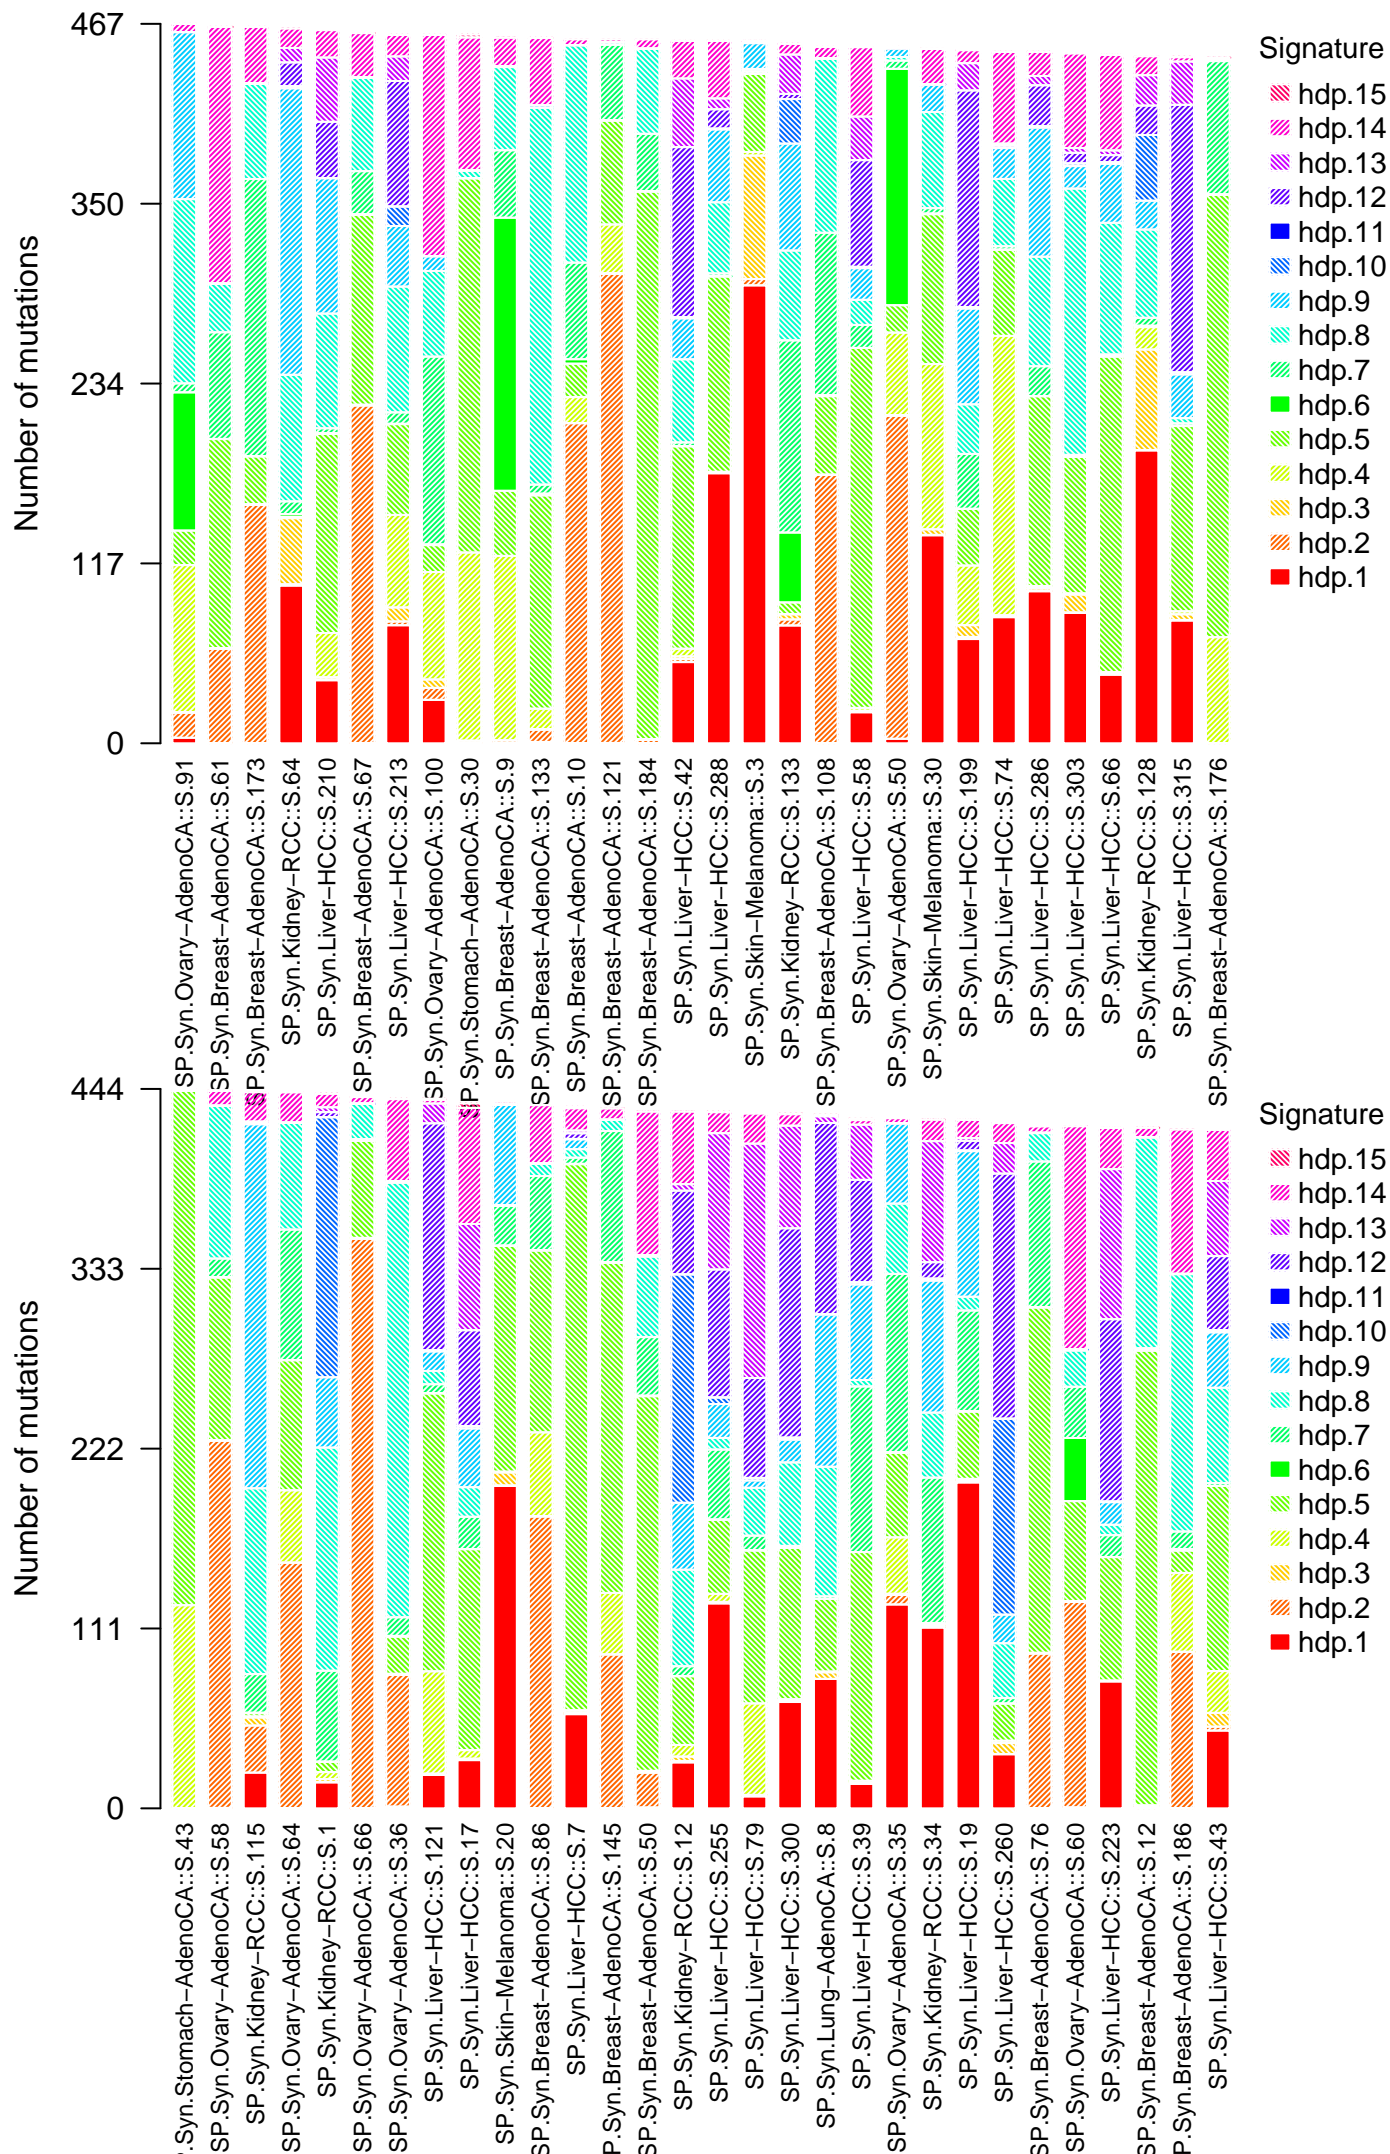 Number of mutations
467
350
234
117
0
Signature
hdp.15
hdp.14
hdp.13
hdp.12
hdp.11
hdp.10
hdp.9
hdp.8
hdp.7
hdp.6
hdp.5
hdp.4
hdp.3
hdp.2
hdp.1
SP.Syn.Ovary−AdenoCA::S.91
SP.Syn.Breast−AdenoCA::S.61
SP.Syn.Breast−AdenoCA::S.173
SP.Syn.Kidney−RCC::S.64
SP.Syn.Liver−HCC::S.210
SP.Syn.Breast−AdenoCA::S.67
SP.Syn.Liver−HCC::S.213
SP.Syn.Ovary−AdenoCA::S.100
SP.Syn.Stomach−AdenoCA::S.30
SP.Syn.Breast−AdenoCA::S.9
SP.Syn.Breast−AdenoCA::S.133
SP.Syn.Breast−AdenoCA::S.10
SP.Syn.Breast−AdenoCA::S.121
SP.Syn.Breast−AdenoCA::S.184
SP.Syn.Liver−HCC::S.42
SP.Syn.Liver−HCC::S.288
SP.Syn.Skin−Melanoma::S.3
SP.Syn.Kidney−RCC::S.133
SP.Syn.Breast−AdenoCA::S.108
SP.Syn.Liver−HCC::S.58
SP.Syn.Ovary−AdenoCA::S.50
SP.Syn.Skin−Melanoma::S.30
SP.Syn.Liver−HCC::S.199
SP.Syn.Liver−HCC::S.74
SP.Syn.Liver−HCC::S.286
SP.Syn.Liver−HCC::S.303
SP.Syn.Liver−HCC::S.66
SP.Syn.Kidney−RCC::S.128
SP.Syn.Liver−HCC::S.315
SP.Syn.Breast−AdenoCA::S.176
Number of mutations
444
333
222
111
0
Signature
hdp.15
hdp.14
hdp.13
hdp.12
hdp.11
hdp.10
hdp.9
hdp.8
hdp.7
hdp.6
hdp.5
hdp.4
hdp.3
hdp.2
hdp.1
P.Syn.Stomach−AdenoCA::S.43
SP.Syn.Ovary−AdenoCA::S.58
SP.Syn.Kidney−RCC::S.115
SP.Syn.Ovary−AdenoCA::S.64
SP.Syn.Kidney−RCC::S.1
SP.Syn.Ovary−AdenoCA::S.66
SP.Syn.Ovary−AdenoCA::S.36
SP.Syn.Liver−HCC::S.121
SP.Syn.Liver−HCC::S.17
SP.Syn.Skin−Melanoma::S.20
SP.Syn.Breast−AdenoCA::S.86
SP.Syn.Liver−HCC::S.7
P.Syn.Breast−AdenoCA::S.145
SP.Syn.Breast−AdenoCA::S.50
SP.Syn.Kidney−RCC::S.12
SP.Syn.Liver−HCC::S.255
SP.Syn.Liver−HCC::S.79
SP.Syn.Liver−HCC::S.300
SP.Syn.Lung−AdenoCA::S.8
SP.Syn.Liver−HCC::S.39
SP.Syn.Ovary−AdenoCA::S.35
SP.Syn.Kidney−RCC::S.34
SP.Syn.Liver−HCC::S.19
SP.Syn.Liver−HCC::S.260
SP.Syn.Breast−AdenoCA::S.76
SP.Syn.Ovary−AdenoCA::S.60
SP.Syn.Liver−HCC::S.223
SP.Syn.Breast−AdenoCA::S.12
P.Syn.Breast−AdenoCA::S.186
SP.Syn.Liver−HCC::S.43